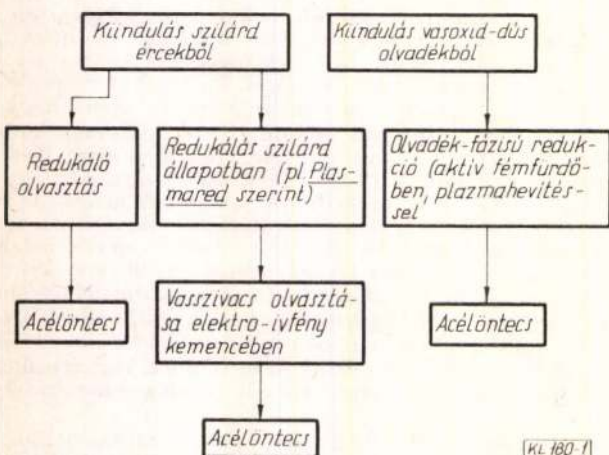 Kiindulás szilárd
ércekből
Kiindulás vasoxid-dús
olvadékból
Redukáló
olvasztás
Redukálás szilárd
állapotban (pl. Plas-
mared szerint)
Olvadék-fázisú reduk-
ció (aktív fémfürdő-
ben, plazmahevítés-
sel
Acélöntecs
Vasszivacs olvasztá-
sa elektro-ívfény
kemencében
Acélöntecs
Acélöntecs
KL 180-1